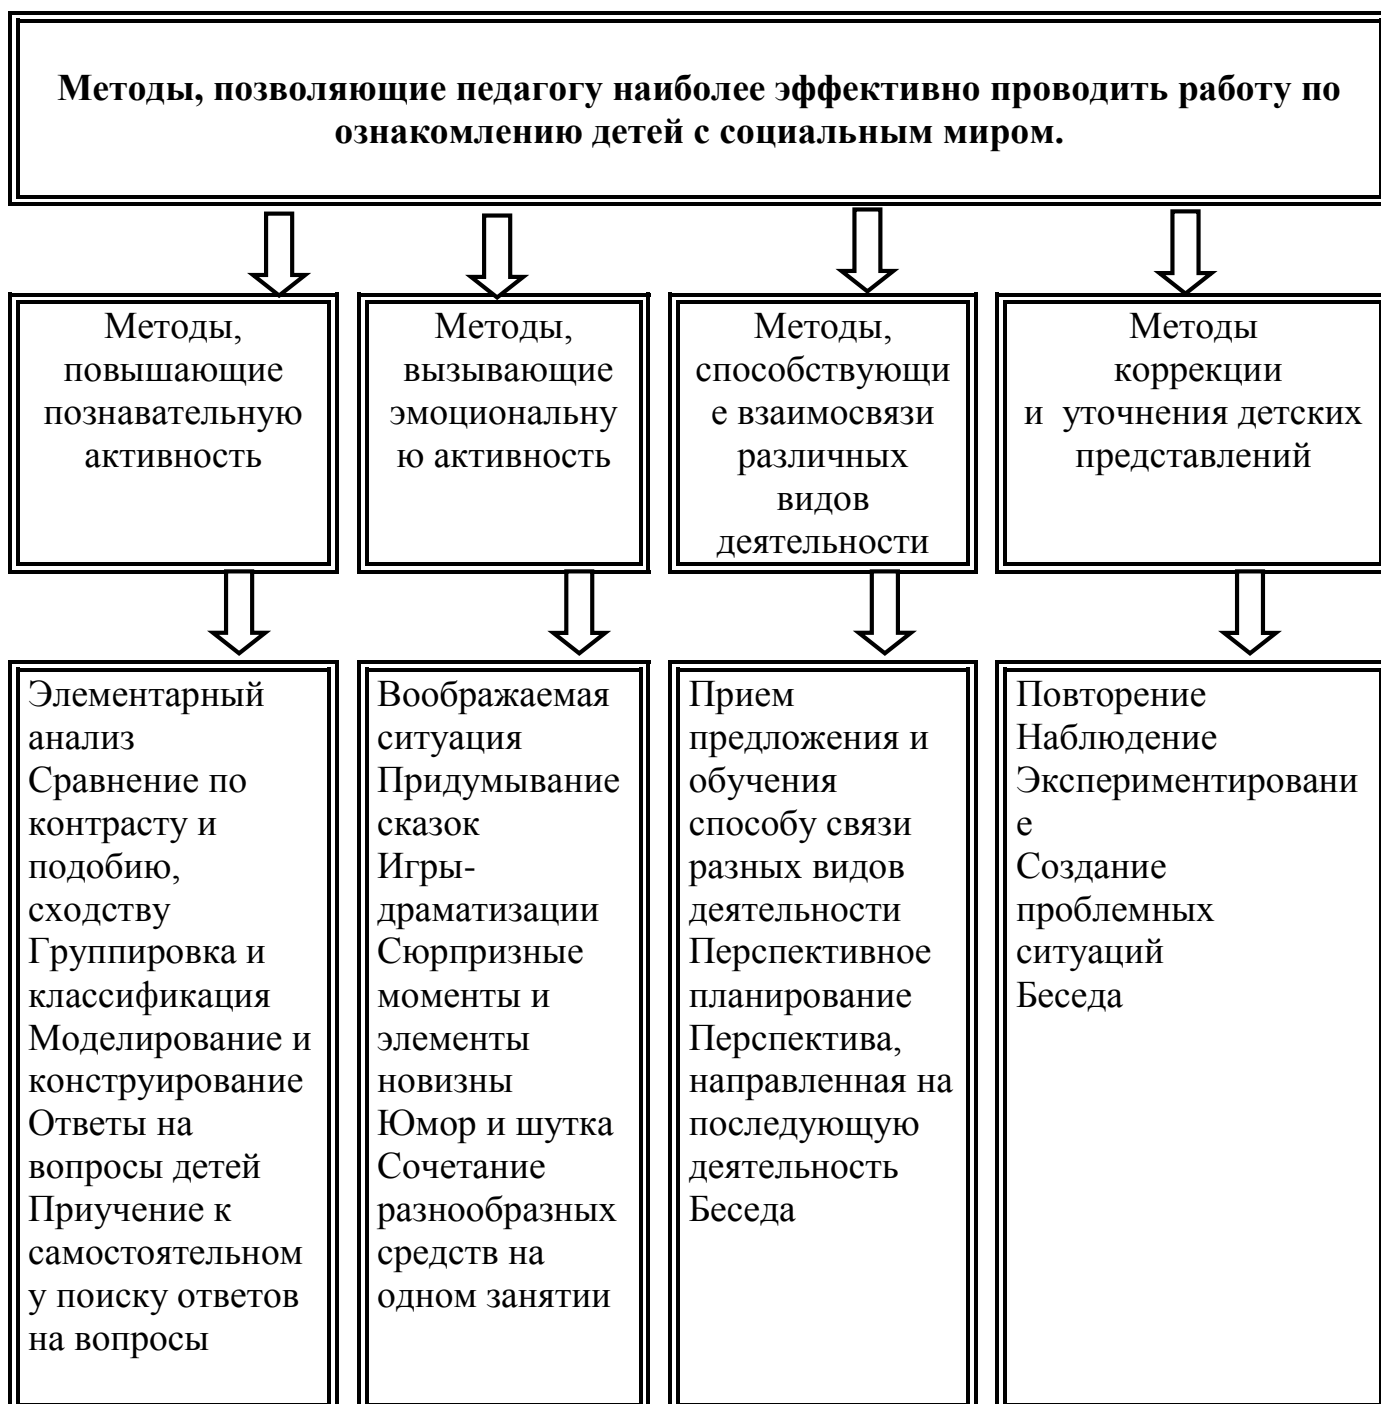 Методы, позволяющие педагогу наиболее эффективно проводить работу по
ознакомлению детей с социальным миром.
Методы,
повышающие
познавательную
активность
Методы,
вызывающие
эмоциональну
ю активность
Методы,
способствующи
е взаимосвязи
различных
видов
деятельности
Методы
коррекции
и уточнения детских
представлений
Элементарный
анализ
Сравнение по
контрасту и
подобию,
сходству
Группировка и
классификация
Моделирование и
конструирование
Ответы на
вопросы детей
Приучение к
самостоятельном
у поиску ответов
на вопросы
Воображаемая
ситуация
Придумывание
сказок
Игры-
драматизации
Сюрпризные
моменты и
элементы
новизны
Юмор и шутка
Сочетание
разнообразных
средств на
одном занятии
Прием
предложения и
обучения
способу связи
разных видов
деятельности
Перспективное
планирование
Перспектива,
направленная на
последующую
деятельность
Беседа
Повторение
Наблюдение
Экспериментировани
е
Создание
проблемных
ситуаций
Беседа